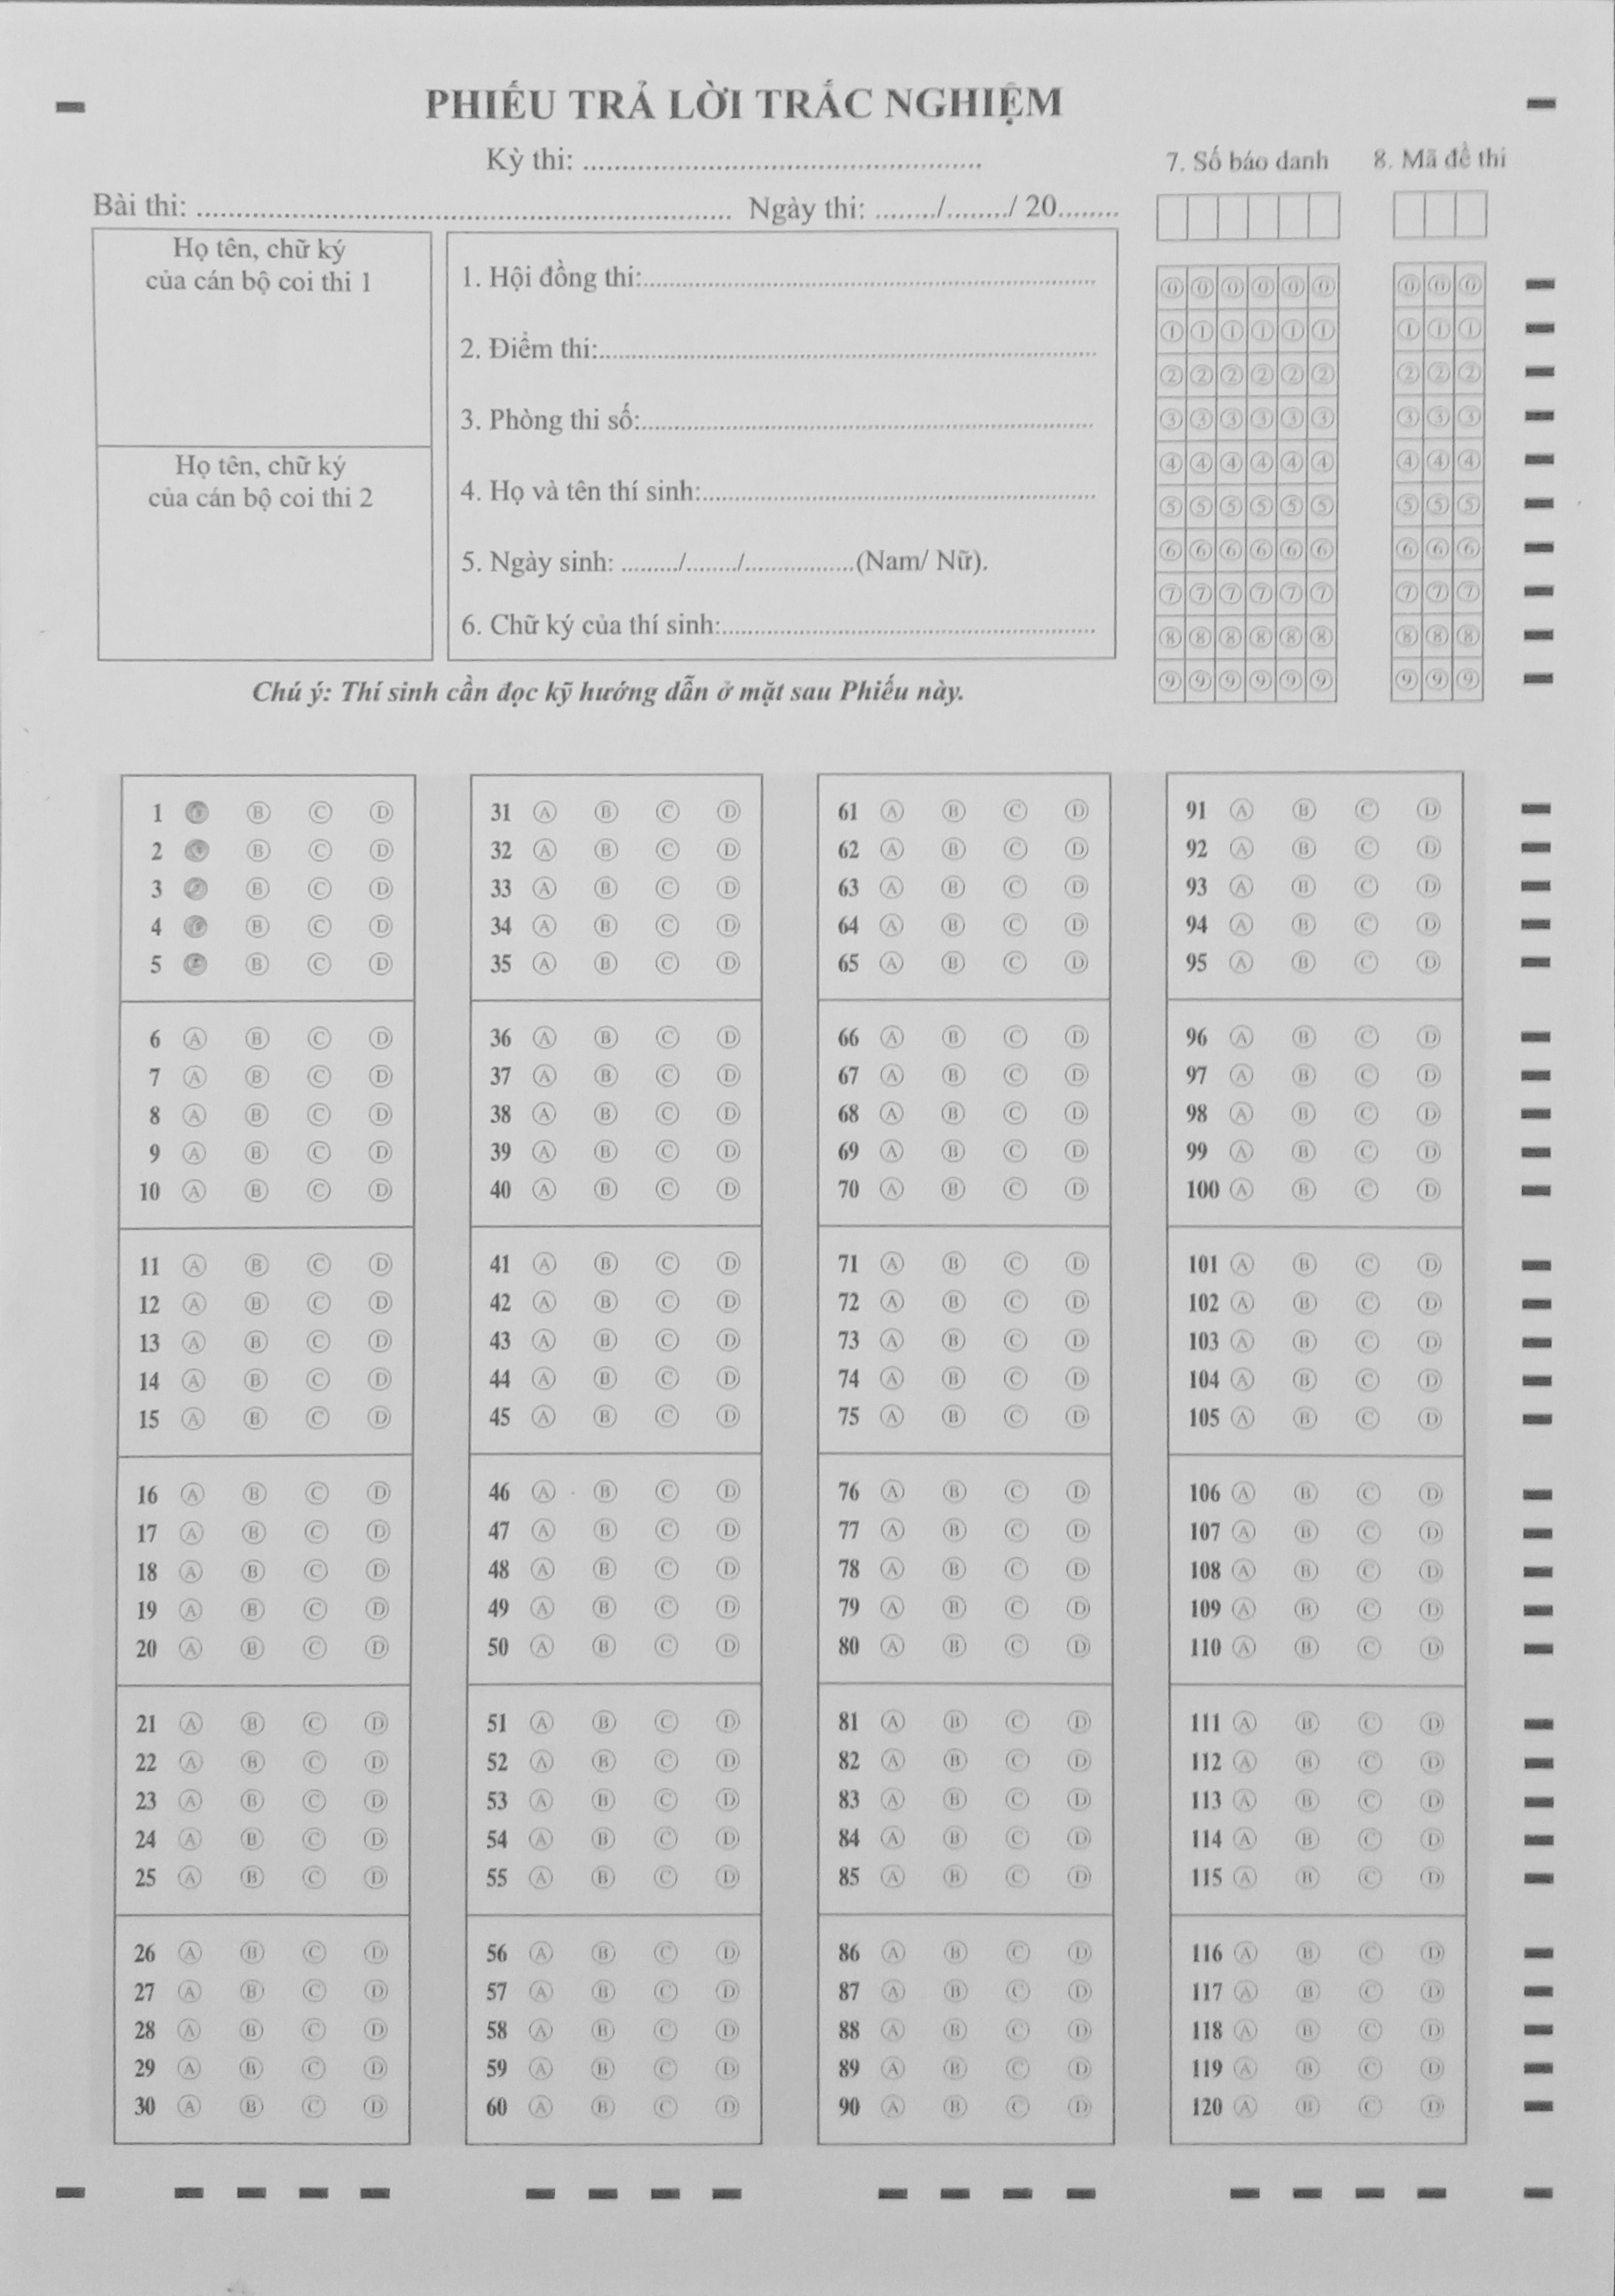 PHIẾU TRẢ LỜI TRẮC NGHIỆM
Kỳ thi: ....................................................
Bài thi: ...................................................................... Ngày thi: ......../......../ 20........
7. Số báo danh 8. Mã đề thi
Họ tên, chữ ký
của cán bộ coi thi 1
Họ tên, chữ ký
của cán bộ coi thi 2
1. Hội đồng thi:............................................................
2. Điểm thi:..................................................................
3. Phòng thi số:............................................................
4. Họ và tên thí sinh:....................................................
5. Ngày sinh: ......../......../................(Nam/ Nữ).
6. Chữ ký của thí sinh:..................................................
0 0 0 0 0 0 0 0 0
1 1 1 1 1 1 1 1 1
2 2 2 2 2 2 2 2 2
3 3 3 3 3 3 3 3 3
4 4 4 4 4 4 4 4 4
5 5 5 5 5 5 5 5 5
6 6 6 6 6 6 6 6 6
7 7 7 7 7 7 7 7 7
8 8 8 8 8 8 8 8 8
9 9 9 9 9 9 9 9 9
Chú ý: Thí sinh cần đọc kỹ hướng dẫn ở mặt sau Phiếu này.
1 B C D 31 A B C D 61 A B C D 91 A B C D
2 B C D 32 A B C D 62 A B C D 92 A B C D
3 B C D 33 A B C D 63 A B C D 93 A B C D
4 B C D 34 A B C D 64 A B C D 94 A B C D
5 B C D 35 A B C D 65 A B C D 95 A B C D
6 A B C D 36 A B C D 66 A B C D 96 A B C D
7 A B C D 37 A B C D 67 A B C D 97 A B C D
8 A B C D 38 A B C D 68 A B C D 98 A B C D
9 A B C D 39 A B C D 69 A B C D 99 A B C D
10 A B C D 40 A B C D 70 A B C D 100 A B C D
11 A B C D 41 A B C D 71 A B C D 101 A B C D
12 A B C D 42 A B C D 72 A B C D 102 A B C D
13 A B C D 43 A B C D 73 A B C D 103 A B C D
14 A B C D 44 A B C D 74 A B C D 104 A B C D
15 A B C D 45 A B C D 75 A B C D 105 A B C D
16 A B C D 46 A B C D 76 A B C D 106 A B C D
17 A B C D 47 A B C D 77 A B C D 107 A B C D
18 A B C D 48 A B C D 78 A B C D 108 A B C D
19 A B C D 49 A B C D 79 A B C D 109 A B C D
20 A B C D 50 A B C D 80 A B C D 110 A B C D
21 A B C D 51 A B C D 81 A B C D 111 A B C D
22 A B C D 52 A B C D 82 A B C D 112 A B C D
23 A B C D 53 A B C D 83 A B C D 113 A B C D
24 A B C D 54 A B C D 84 A B C D 114 A B C D
25 A B C D 55 A B C D 85 A B C D 115 A B C D
26 A B C D 56 A B C D 86 A B C D 116 A B C D
27 A B C D 57 A B C D 87 A B C D 117 A B C D
28 A B C D 58 A B C D 88 A B C D 118 A B C D
29 A B C D 59 A B C D 89 A B C D 119 A B C D
30 A B C D 60 A B C D 90 A B C D 120 A B C D